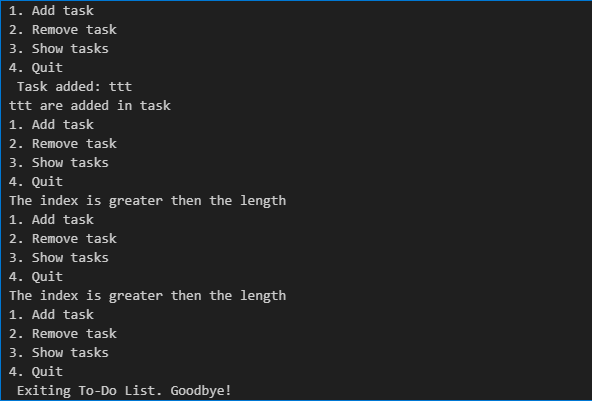 1. Add task
2. Remove task
3. Show tasks
4. Quit
 Task added: ttt
ttt are added in task
1. Add task
2. Remove task
3. Show tasks
4. Quit
The index is greater then the length
1. Add task
2. Remove task
3. Show tasks
4. Quit
The index is greater then the length
1. Add task
2. Remove task
3. Show tasks
4. Quit
 Exiting To-Do List. Goodbye!